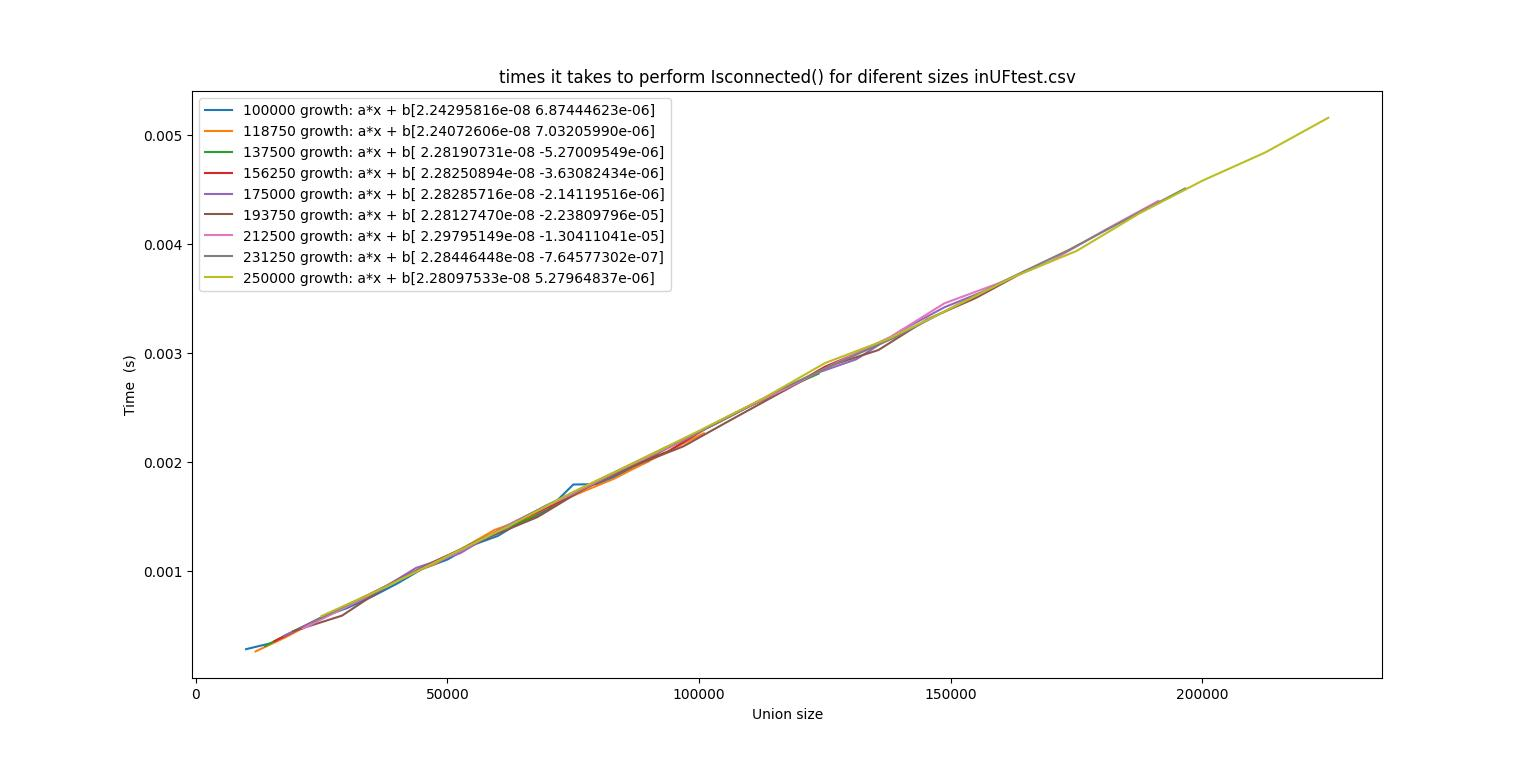 times it takes to perform Isconnected() for diferent sizes inUFtest.csv
100000 growth: a*x + b[2.24295816e-08 6.87444623e-06]
118750 growth: a*x + b[2.24072606e-08 7.03205990e-06]
137500 growth: a*x + b[ 2.28190731e-08 -5.27009549e-06]
156250 growth: a*x + b[ 2.28250894e-08 -3.63082434e-06]
175000 growth: a*x + b[ 2.28285716e-08 -2.14119516e-06]
193750 growth: a*x + b[ 2.28127470e-08 -2.23809796e-05]
212500 growth: a*x + b[ 2.29795149e-08 -1.30411041e-05]
231250 growth: a*x + b[ 2.28446448e-08 -7.64577302e-07]
250000 growth: a*x + b[2.28097533e-08 5.27964837e-06]
0.005
0.004
0.003
0.002
0.001
Time  (s)
0 50000 100000 150000 200000
Union size